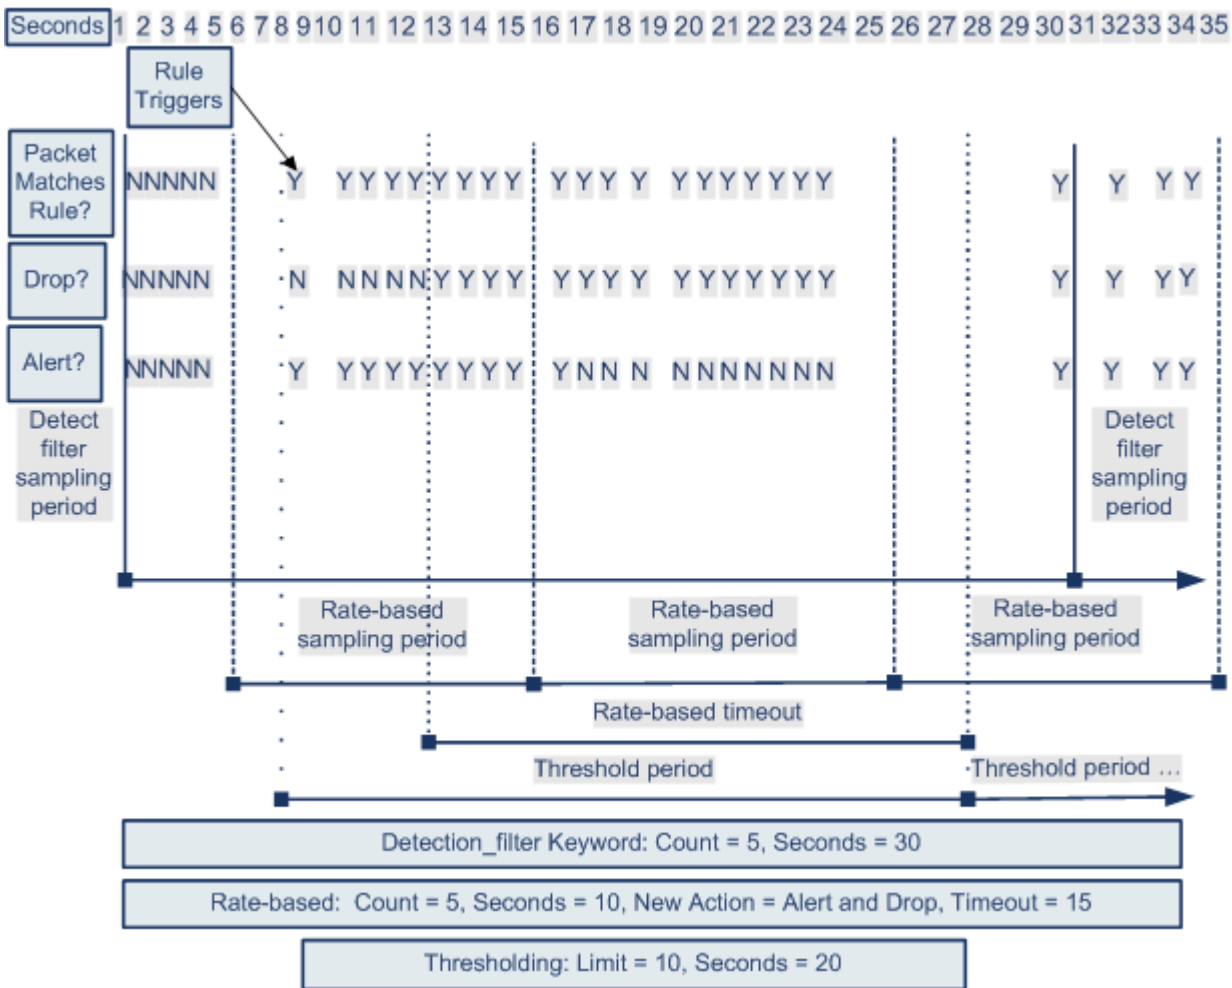 Seconds 1 2 3 4 5 6 7 8 9 10 11 12 13 14 15 16 17 18 19 20 21 22 23 24 25 26 27 28 29 30 31 32 33 34 35
Rule
Triggers
Packet
Matches
Rule?
NNNNN Y YYYYYYYY YYY Y YYYYYYY Y Y Y Y
Drop?
NNNNN N NNNNYYYY YYYY YYYYYYY Y Y YY
Alert?
NNNNN Y YYYYYYYY YNN N NNNNNNN Y Y YY
Detect
filter
sampling
period
Detect
filter
sampling
period
Rate-based
sampling period
Rate-based
sampling period
Rate-based
sampling period
Rate-based timeout
Threshold period
Threshold period ...
Detection_filter Keyword: Count = 5, Seconds = 30
Rate-based: Count = 5, Seconds = 10, New Action = Alert and Drop, Timeout = 15
Thresholding: Limit = 10, Seconds = 20